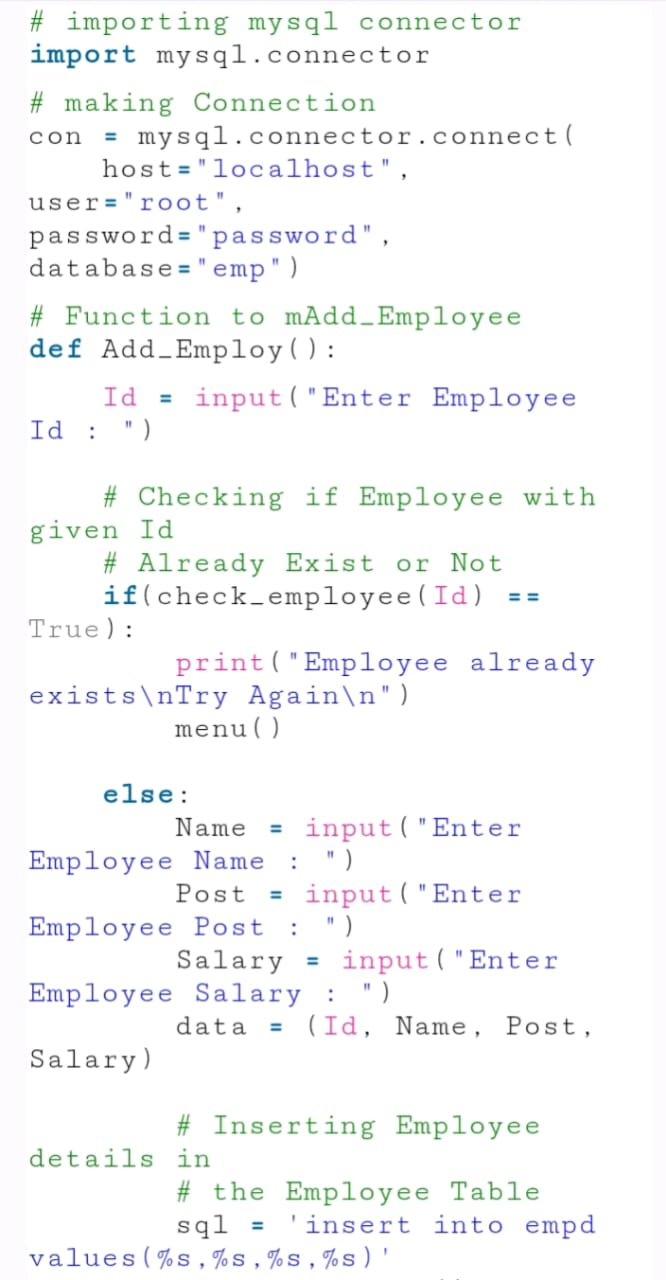 # importing mysql connector
import mysql.connector
# making Connection
con = mysql.connector.connect(
host="localhost",
user="root",
password="password",
database="emp")
# Function to mAdd_Employee
def Add_Employ():
Id = input("Enter Employee
Id : ")
# Checking if Employee with
given Id
# Already Exist or Not
if(check_employee(Id) ==
True):
print("Employee already
exists\nTry Again\n")
menu()
else:
Name = input("Enter
Employee Name : ")
Post = input("Enter
Employee Post : ")
Salary = input("Enter
Employee Salary : ")
data = (Id, Name, Post,
Salary)
# Inserting Employee
details in
# the Employee Table
sql = 'insert into empd
values(%s,%s,%s,%s)'